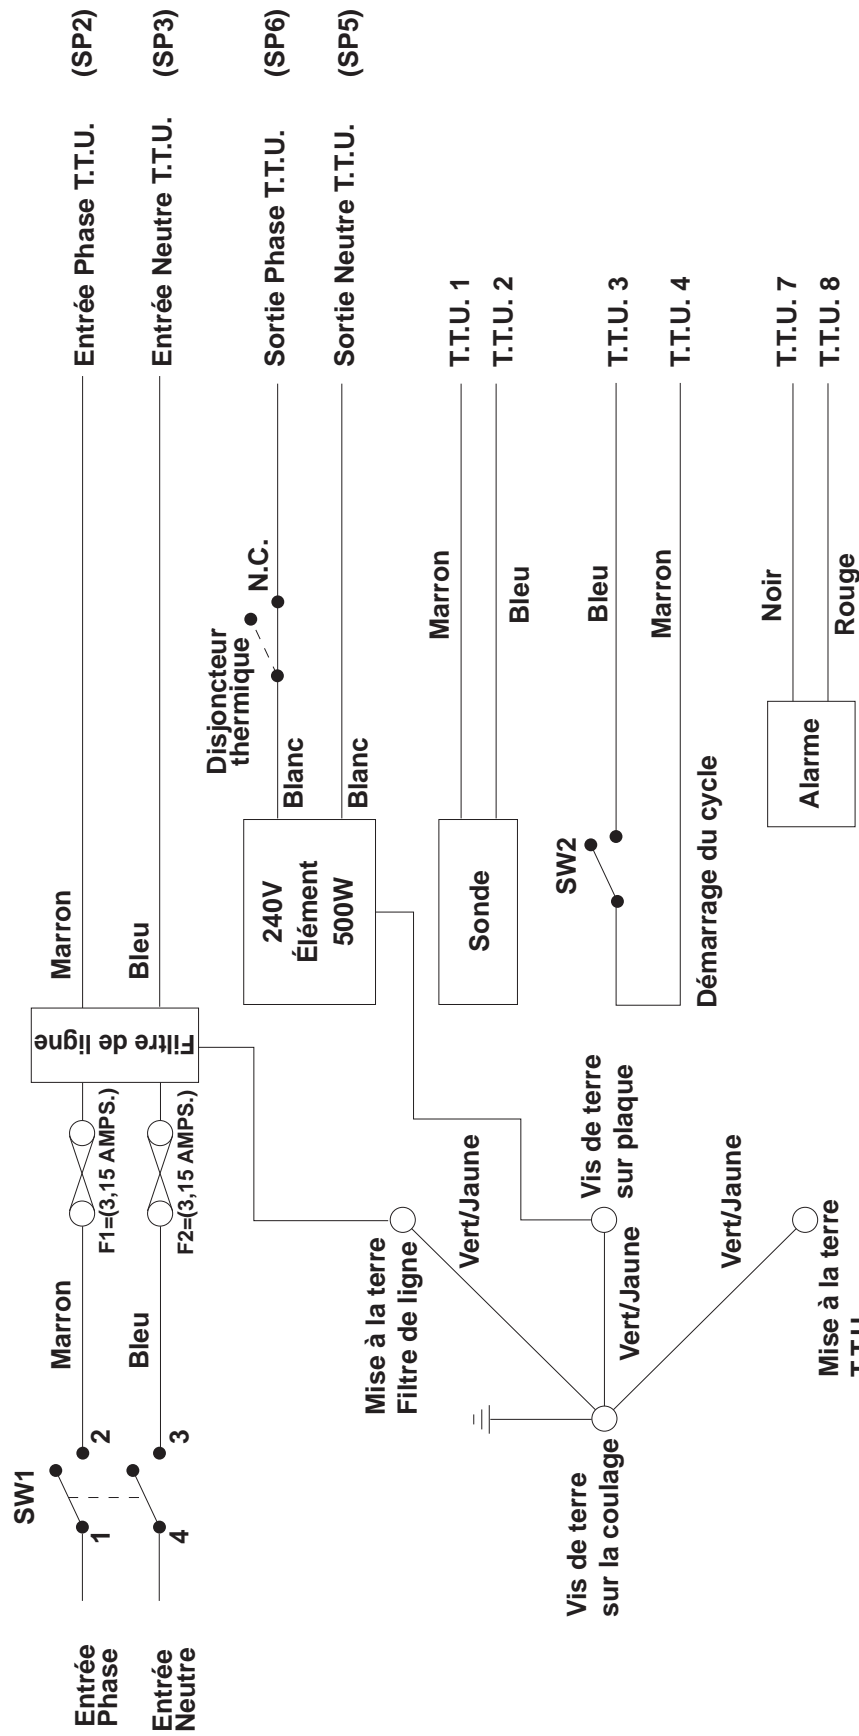 Entrée
Phase
Entrée
Neutre
SW1
1
2
4
3
Marron
Bleu
F1=(3,15 AMPS.)
F2=(3,15 AMPS.)
Filtre de ligne
Marron
Bleu
Entrée Phase T.T.U. (SP2)
Entrée Neutre T.T.U. (SP3)
240V
Élément
500W
Blanc
Blanc
Disjoncteur
thermique
N.C.
Sortie Phase T.T.U. (SP6)
Sortie Neutre T.T.U. (SP5)
Mise à la terre
Filtre de ligne
Vert/Jaune
Sonde
Marron
Bleu
T.T.U. 1
T.T.U. 2
Vis de terre
sur la coulage
Vert/Jaune
Vis de terre
sur plaque
SW2
Démarrage du cycle
Bleu
Marron
T.T.U. 3
T.T.U. 4
Vert/Jaune
Mise à la terre
T.T.U.
Alarme
Noir
Rouge
T.T.U. 7
T.T.U. 8